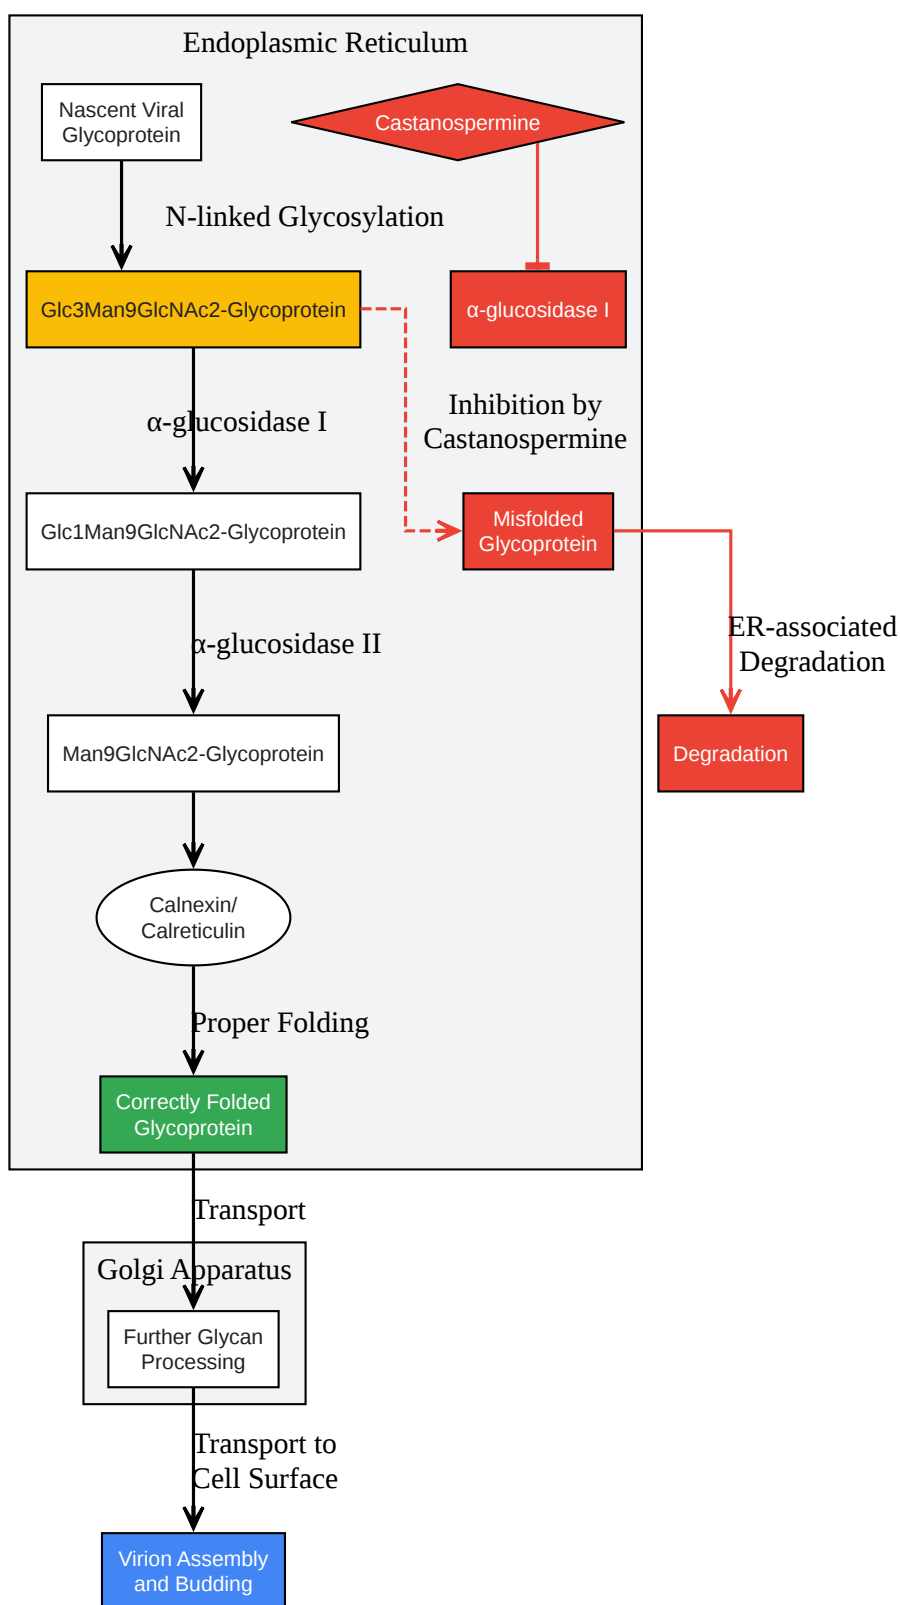 Endoplasmic Reticulum
Nascent Viral
Glycoprotein
Castanospermine
N-linked Glycosylation
Glc3Man9GlcNAc2-Glycoprotein
α-glucosidase I
α-glucosidase I
Inhibition by
Castanospermine
Glc1Man9GlcNAc2-Glycoprotein
Misfolded
Glycoprotein
α-glucosidase II
ER-associated
Degradation
Man9GlcNAc2-Glycoprotein
Degradation
Calnexin/
Calreticulin
Proper Folding
Correctly Folded
Glycoprotein
Transport
Golgi Apparatus
Further Glycan
Processing
Transport to
Cell Surface
Virion Assembly
and Budding